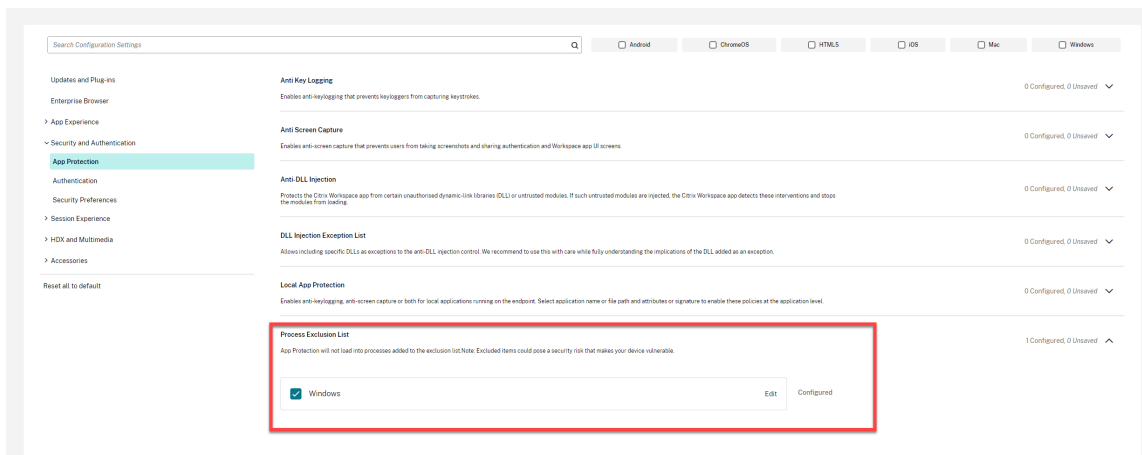 Search Configuration Settings
Android
ChromeOS
HTML5
iOS
Mac
Windows
Updates and Plug-ins
Enterprise Browser
App Experience
Security and Authentication
App Protection
Authentication
Security Preferences
Session Experience
HDX and Multimedia
Accessories
Reset all to default
Anti Key Logging
0 Configured, 0 Unsaved
Enables anti-keylogging that prevents keyloggers from capturing keystrokes.
Anti Screen Capture
0 Configured, 0 Unsaved
Enables anti-screen capture that prevents users from taking screenshots and sharing authentication and Workspace app UI screens.
Anti-DLL Injection
0 Configured, 0 Unsaved
Protects the Citrix Workspace app from certain unauthorised dynamic-link libraries (DLL) or untrusted modules. If such untrusted modules are injected, the Citrix Workspace app detects these interventions and stops
the modules from loading.
DLL Injection Exception List
0 Configured, 0 Unsaved
Allows including specific DLLs as exceptions to the anti-DLL injection control. We recommend to use this with care while fully understanding the implications of the DLL added as an exception.
Local App Protection
0 Configured, 0 Unsaved
Enables anti-keylogging, anti-screen capture or both for local applications running on the endpoint. Select application name or file path and attributes or signature to enable these policies at the application level.
Process Exclusion List
1 Configured, 0 Unsaved
App Protection will not load into processes added to the exclusion list.Note: Excluded items could pose a security risk that makes your device vulnerable.
Windows
Edit
Configured